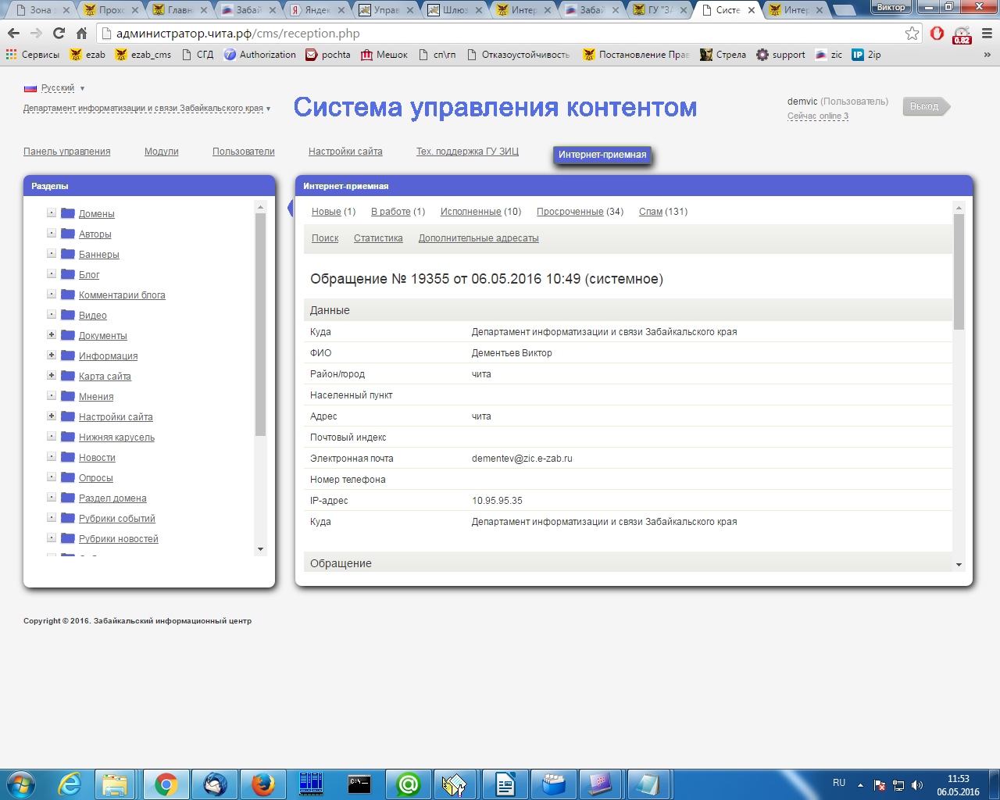 Зона
Прохо
Главн
Забай
Яндек
Управ
Шлюз
Интер
Забай
ГУ "З
Систе
Интер
Виктор
администратор.чита.рф/cms/reception.php
0.82
Сервисы ezab ezab_cms СГД Authorization pochta Мешок сп\гп Отказоустойчивость Постановление Прав Стрела support zic IP 2ip »
Русский
Департамент информатизации и связи Забайкальского края
Система управления контентом
demvic (Пользователь)
Сейчас online 3
Выход
Панель управления Модули Пользователи Настройки сайта Тех. поддержка ГУ ЗИЦ Интернет-приемная
Разделы
Домены
Авторы
Баннеры
Блог
Комментарии блога
Видео
Документы
Информация
Карта сайта
Мнения
Настройки сайта
Нижняя карусель
Новости
Опросы
Раздел домена
Рубрики событий
Рубрики новостей
Интернет-приемная
Новые (1) В работе (1) Исполненные (10) Просроченные (34) Спам (131)
Поиск Статистика Дополнительные адресаты
Обращение № 19355 от 06.05.2016 10:49 (системное)
Данные
Куда Департамент информатизации и связи Забайкальского края
ФИО Дементьев Виктор
Район/город чита
Населенный пункт
Адрес чита
Почтовый индекс
Электронная почта dementev@zic.e-zab.ru
Номер телефона
IP-адрес 10.95.95.35
Куда Департамент информатизации и связи Забайкальского края
Обращение
Copyright © 2016. Забайкальский информационный центр
C:\_
RU
11:53
06.05.2016